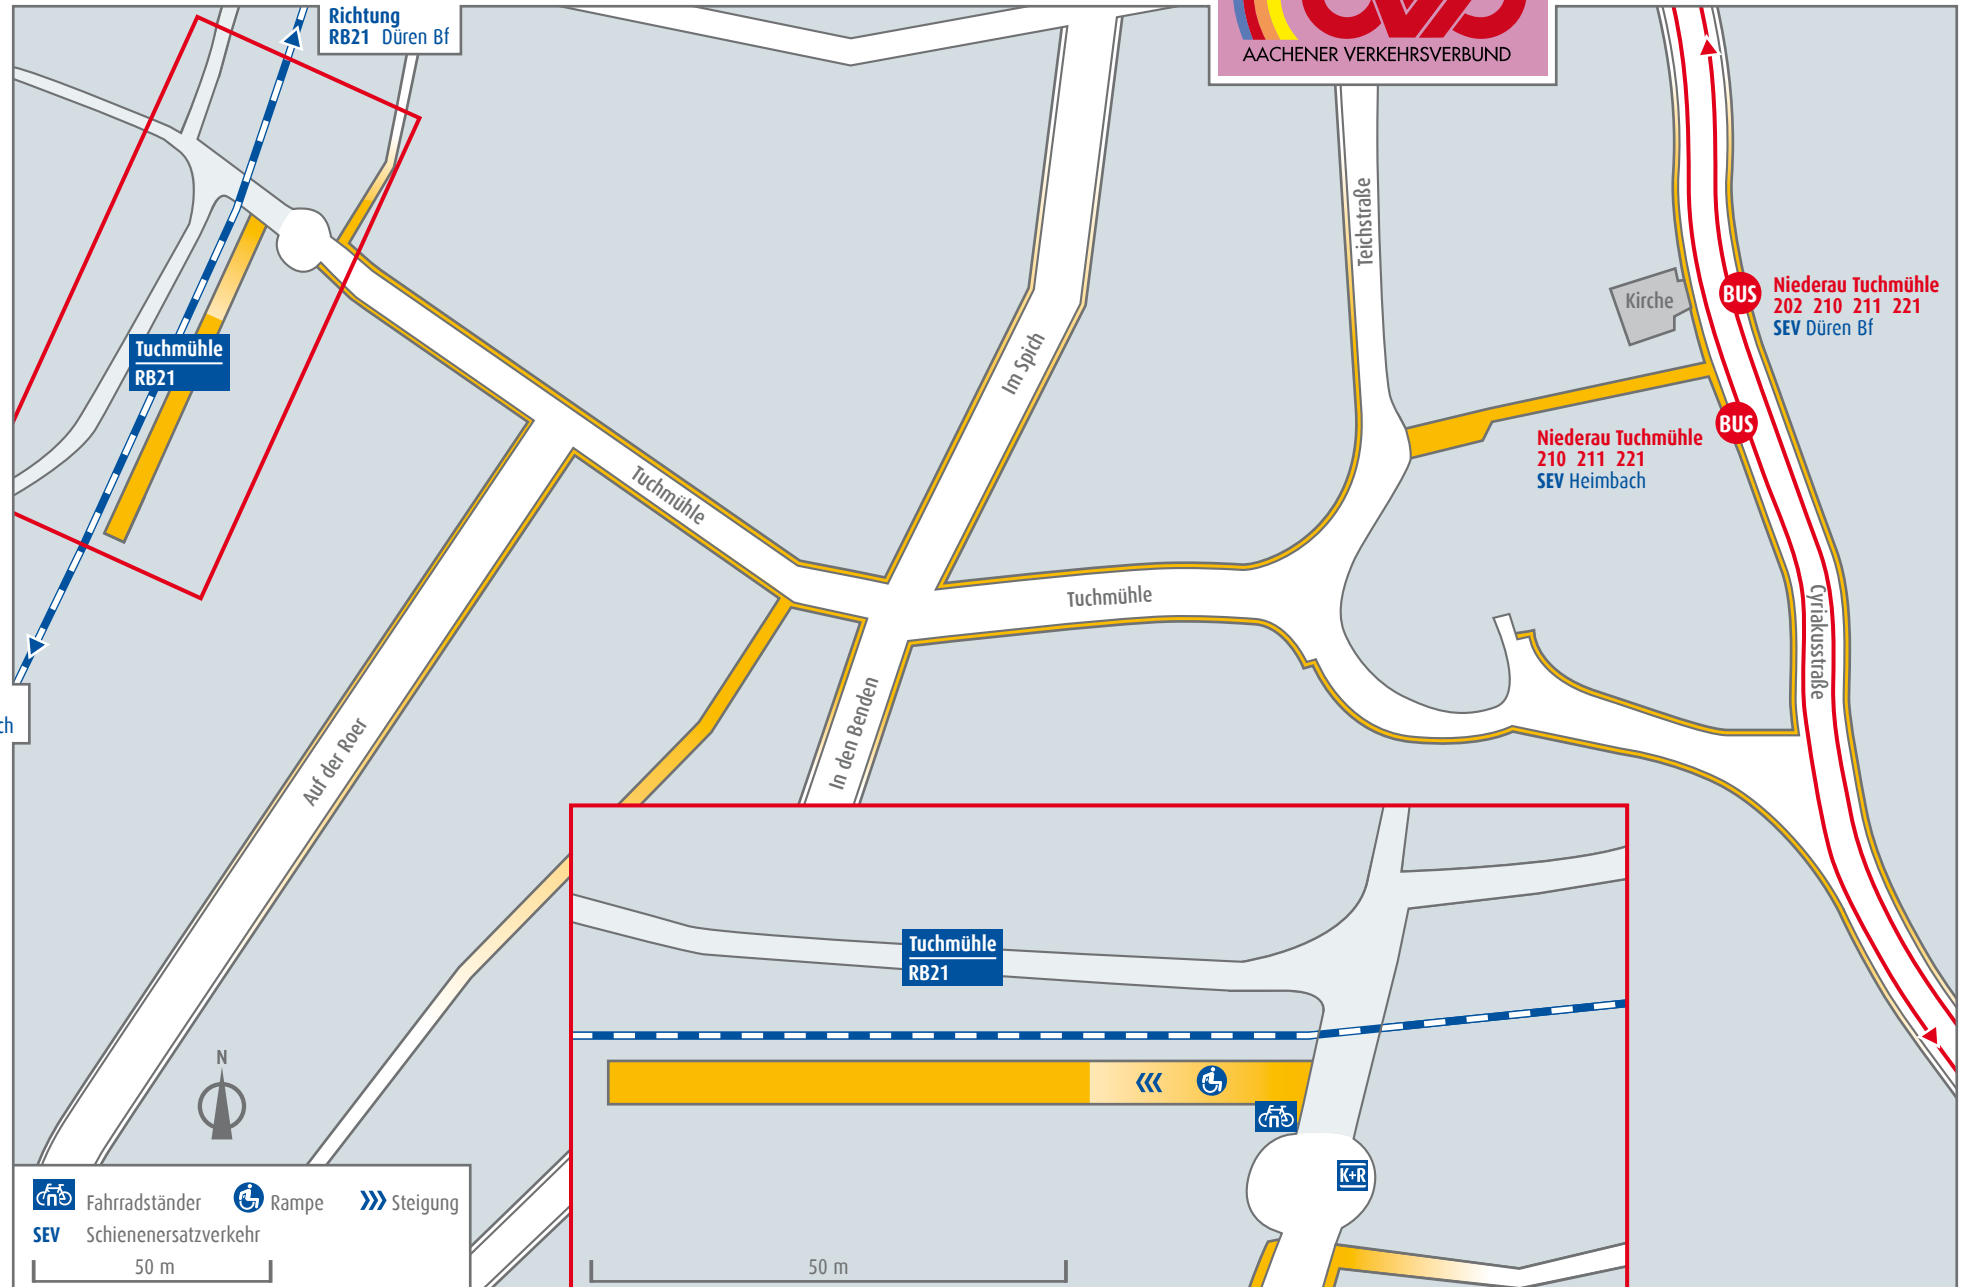 Richtung
RB21 Düren Bf
AACHENER VERKEHRSVERBUND
Tuchmühle
RB21
Teichstraße
Im Spich
Kirche
BUS
Niederau Tuchmühle
202 210 211 221
SEV Düren Bf
BUS
Niederau Tuchmühle
210 211 221
SEV Heimbach
Tuchmühle
Tuchmühle
Cyriakusstraße
In den Benden
Auf der Roer
ch
Tuchmühle
RB21
K+R
50 m
N
Fahrradständer
Rampe
Steigung
SEV Schienenersatzverkehr
50 m